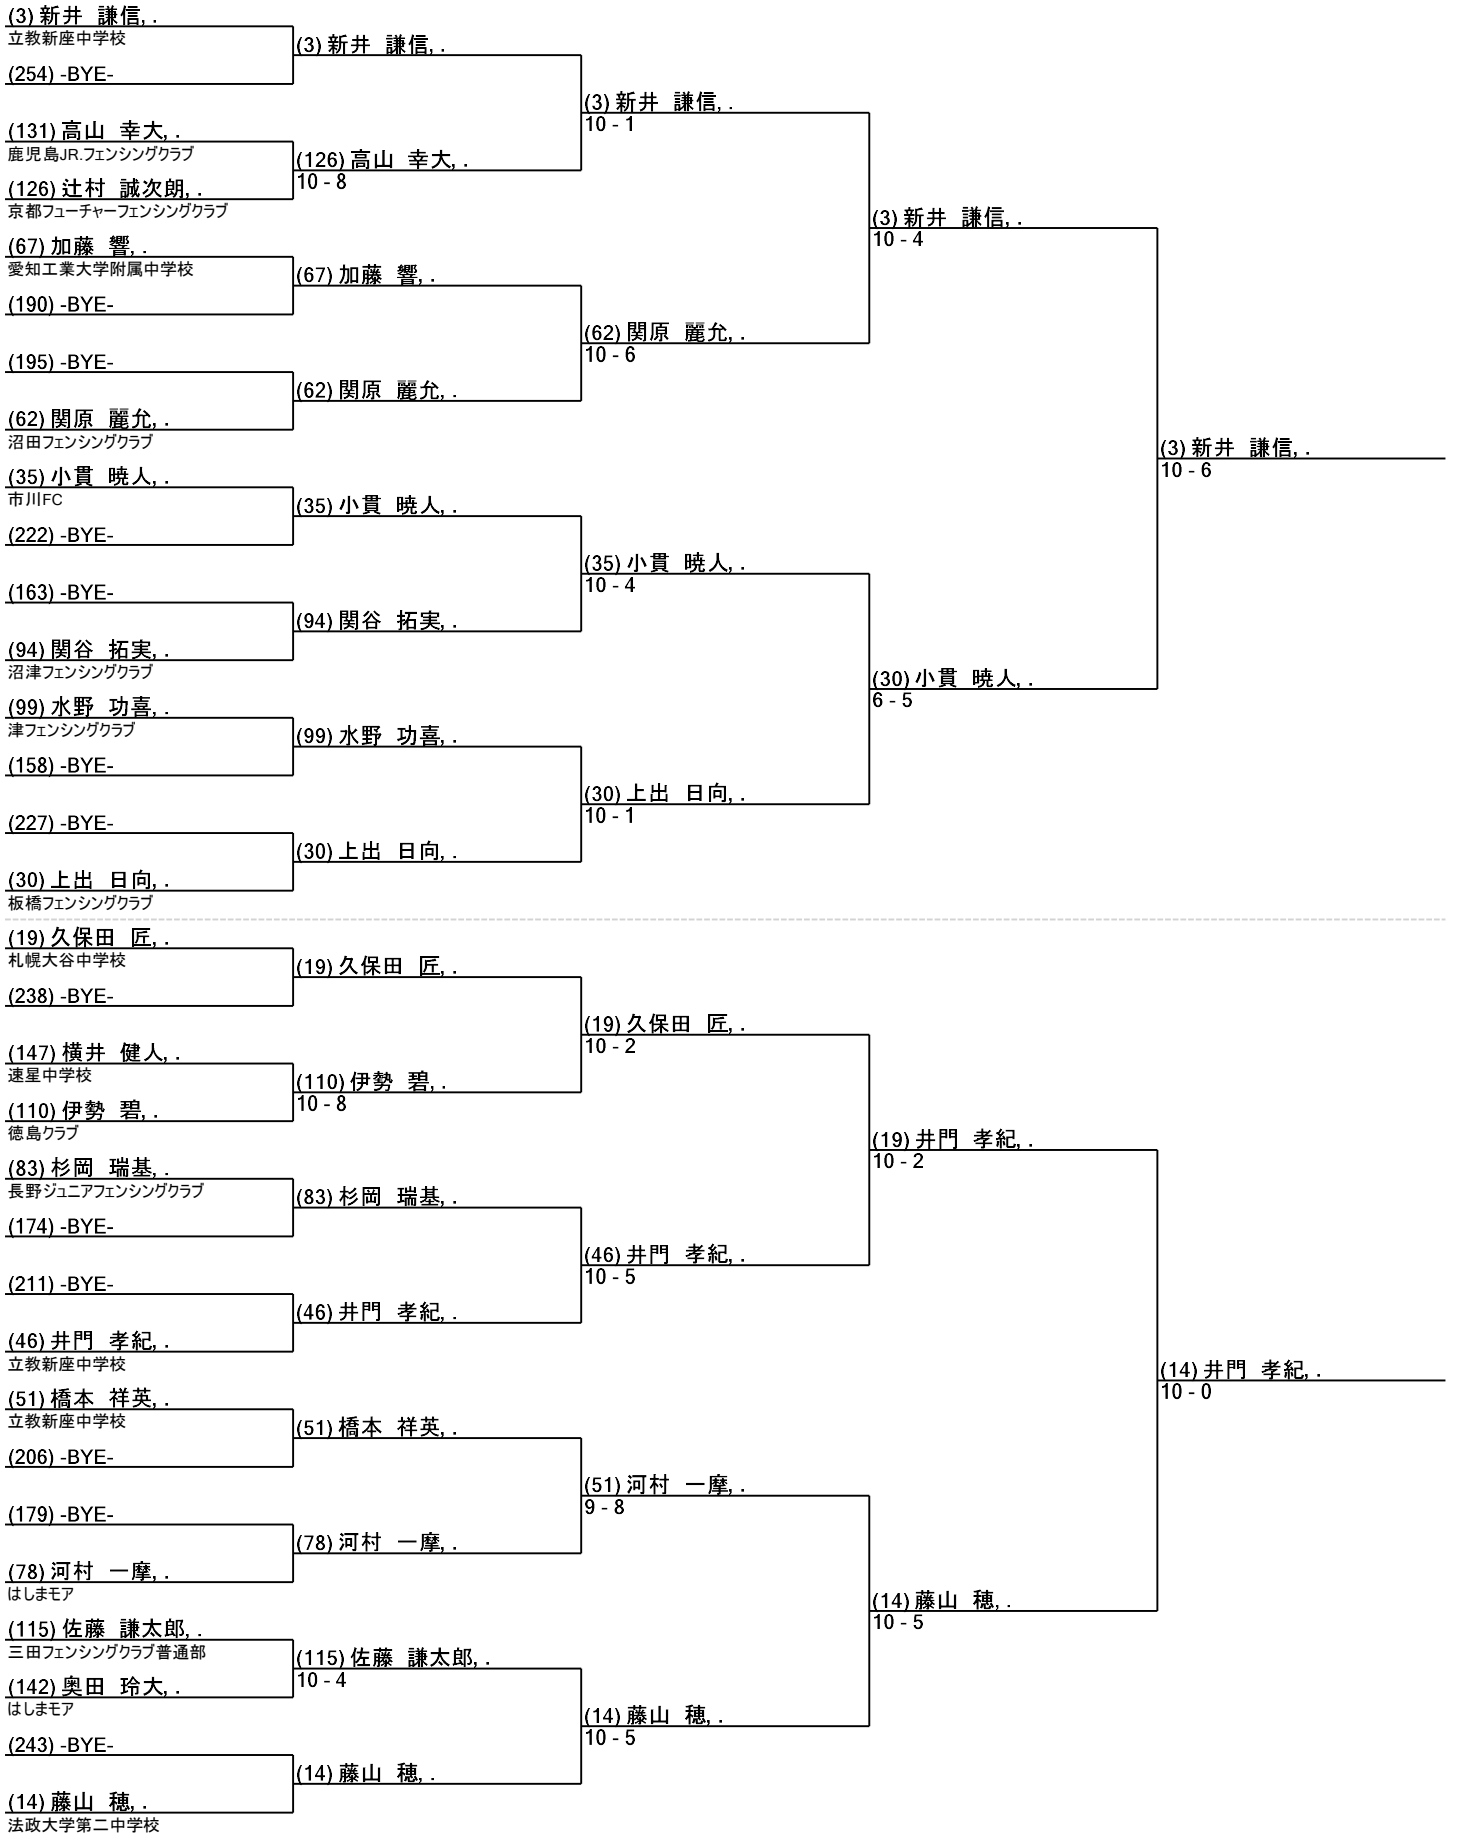 (3) 新井　謙信, .
立教新座中学校
(3) 新井　謙信, .
(254) -BYE-
(3) 新井　謙信, .
10 - 1
(131) 高山　幸大, .
鹿児島JR.フェンシングクラブ
(126) 高山　幸大, .
10 - 8
(126) 辻村　誠次朗, .
京都フューチャーフェンシングクラブ
(3) 新井　謙信, .
10 - 4
(67) 加藤　響, .
愛知工業大学附属中学校
(67) 加藤　響, .
(190) -BYE-
(62) 関原　麗允, .
10 - 6
(195) -BYE-
(62) 関原　麗允, .
(62) 関原　麗允, .
沼田フェンシングクラブ
(3) 新井　謙信, .
10 - 6
(35) 小貫　暁人, .
市川FC
(35) 小貫　暁人, .
(222) -BYE-
(35) 小貫　暁人, .
10 - 4
(163) -BYE-
(94) 関谷　拓実, .
(94) 関谷　拓実, .
沼津フェンシングクラブ
(30) 小貫　暁人, .
6 - 5
(99) 水野　功喜, .
津フェンシングクラブ
(99) 水野　功喜, .
(158) -BYE-
(30) 上出　日向, .
10 - 1
(227) -BYE-
(30) 上出　日向, .
(30) 上出　日向, .
板橋フェンシングクラブ
(19) 久保田　匠, .
札幌大谷中学校
(19) 久保田　匠, .
(238) -BYE-
(19) 久保田　匠, .
10 - 2
(147) 横井　健人, .
速星中学校
(110) 伊勢　碧, .
10 - 8
(110) 伊勢　碧, .
徳島クラブ
(19) 井門　孝紀, .
10 - 2
(83) 杉岡　瑞基, .
長野ジュニアフェンシングクラブ
(83) 杉岡　瑞基, .
(174) -BYE-
(46) 井門　孝紀, .
10 - 5
(211) -BYE-
(46) 井門　孝紀, .
(46) 井門　孝紀, .
立教新座中学校
(14) 井門　孝紀, .
10 - 0
(51) 橋本　祥英, .
立教新座中学校
(51) 橋本　祥英, .
(206) -BYE-
(51) 河村　一摩, .
9 - 8
(179) -BYE-
(78) 河村　一摩, .
(78) 河村　一摩, .
はしまモア
(14) 藤山　穂, .
10 - 5
(115) 佐藤　謙太郎, .
三田フェンシングクラブ普通部
(115) 佐藤　謙太郎, .
10 - 4
(142) 奥田　玲大, .
はしまモア
(14) 藤山　穂, .
10 - 5
(243) -BYE-
(14) 藤山　穂, .
(14) 藤山　穂, .
法政大学第二中学校